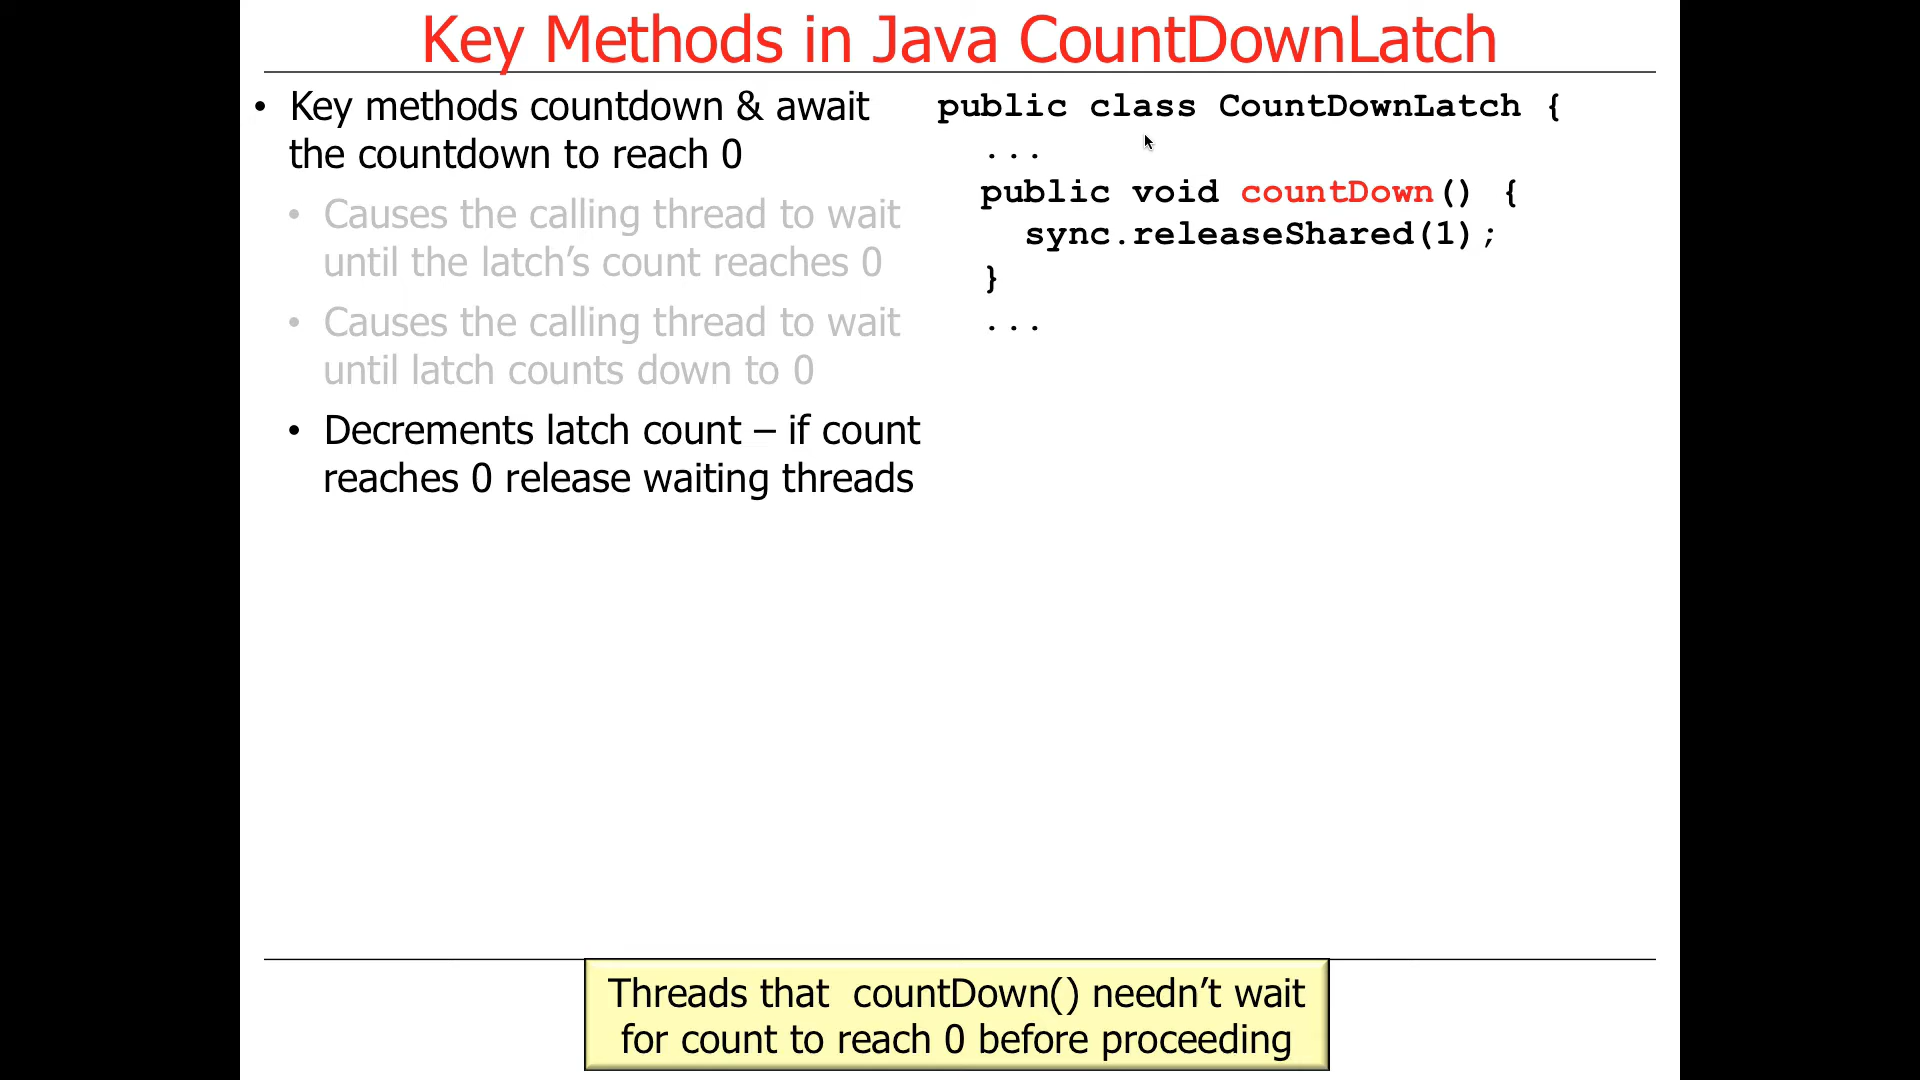 Key Methods in Java CountDownLatch
• Key methods countdown & await
the countdown to reach 0
• Causes the calling thread to wait
until the latch’s count reaches 0
• Causes the calling thread to wait
until latch counts down to 0
• Decrements latch count – if count
reaches 0 release waiting threads
public class CountDownLatch {
...
public void countDown() {
sync.releaseShared(1);
}
...
Threads that countDown() needn’t wait
for count to reach 0 before proceeding